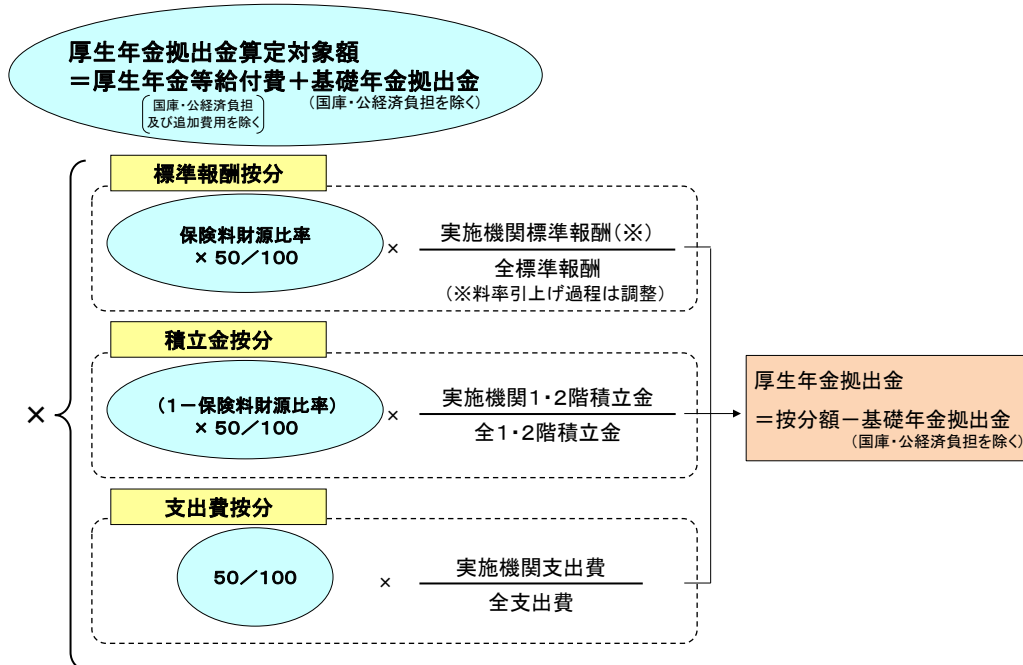 厚生年金拠出金算定対象額
＝厚生年金等給付費＋基礎年金拠出金
国庫・公経済負担
及び追加費用を除く
(国庫・公経済負担を除く)
×
標準報酬按分
保険料財源比率
× 50／100
×
実施機関標準報酬(※)
全標準報酬
(※料率引上げ過程は調整)
積立金按分
(1－保険料財源比率)
× 50／100
×
実施機関1・2階積立金
全1・2階積立金
支出費按分
50／100
×
実施機関支出費
全支出費
厚生年金拠出金
＝按分額－基礎年金拠出金
(国庫・公経済負担を除く)